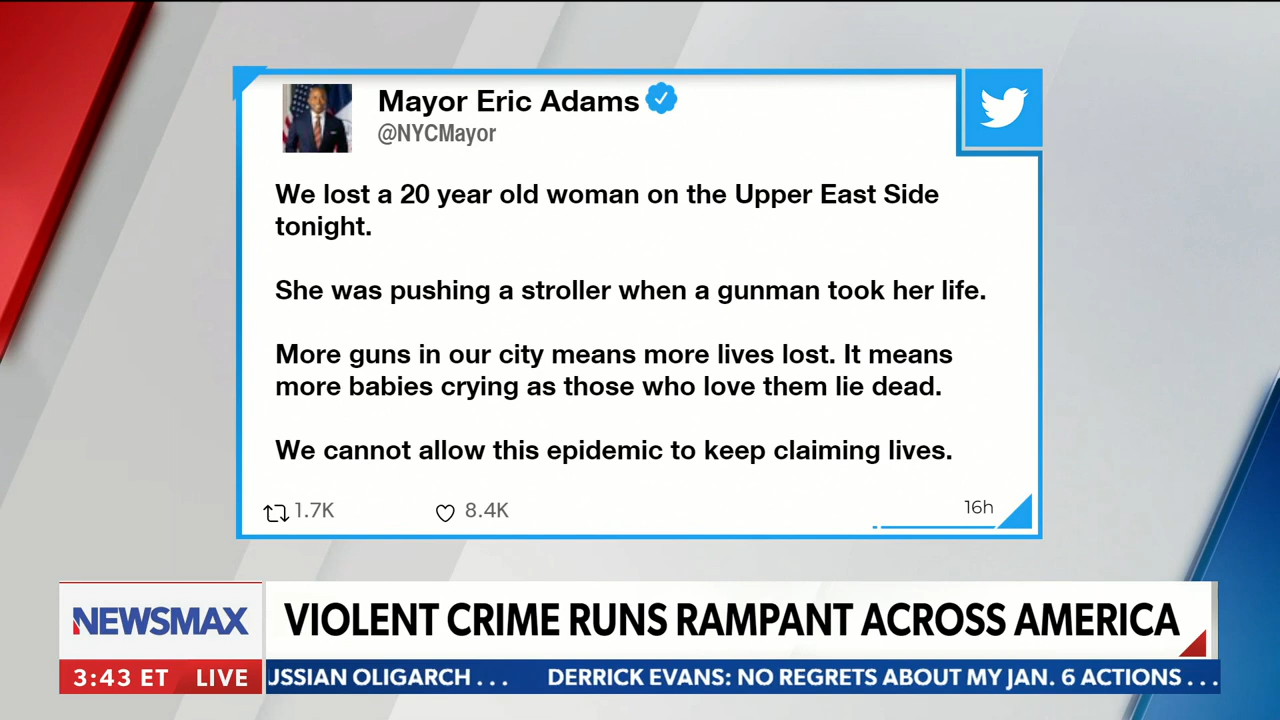 Mayor Eric Adams
@NYCMayor
We lost a 20 year old woman on the Upper East Side
tonight.
She was pushing a stroller when a gunman took her life.
More guns in our city means more lives lost. It means
more babies crying as those who love them lie dead.
We cannot allow this epidemic to keep claiming lives.
1.7K
8.4K
16h
NEWSMAX
VIOLENT CRIME RUNS RAMPANT ACROSS AMERICA
3:43 ET LIVE
USSIAN OLIGARCH . . . DERRICK EVANS: NO REGRETS ABOUT MY JAN. 6 ACTIONS . . .